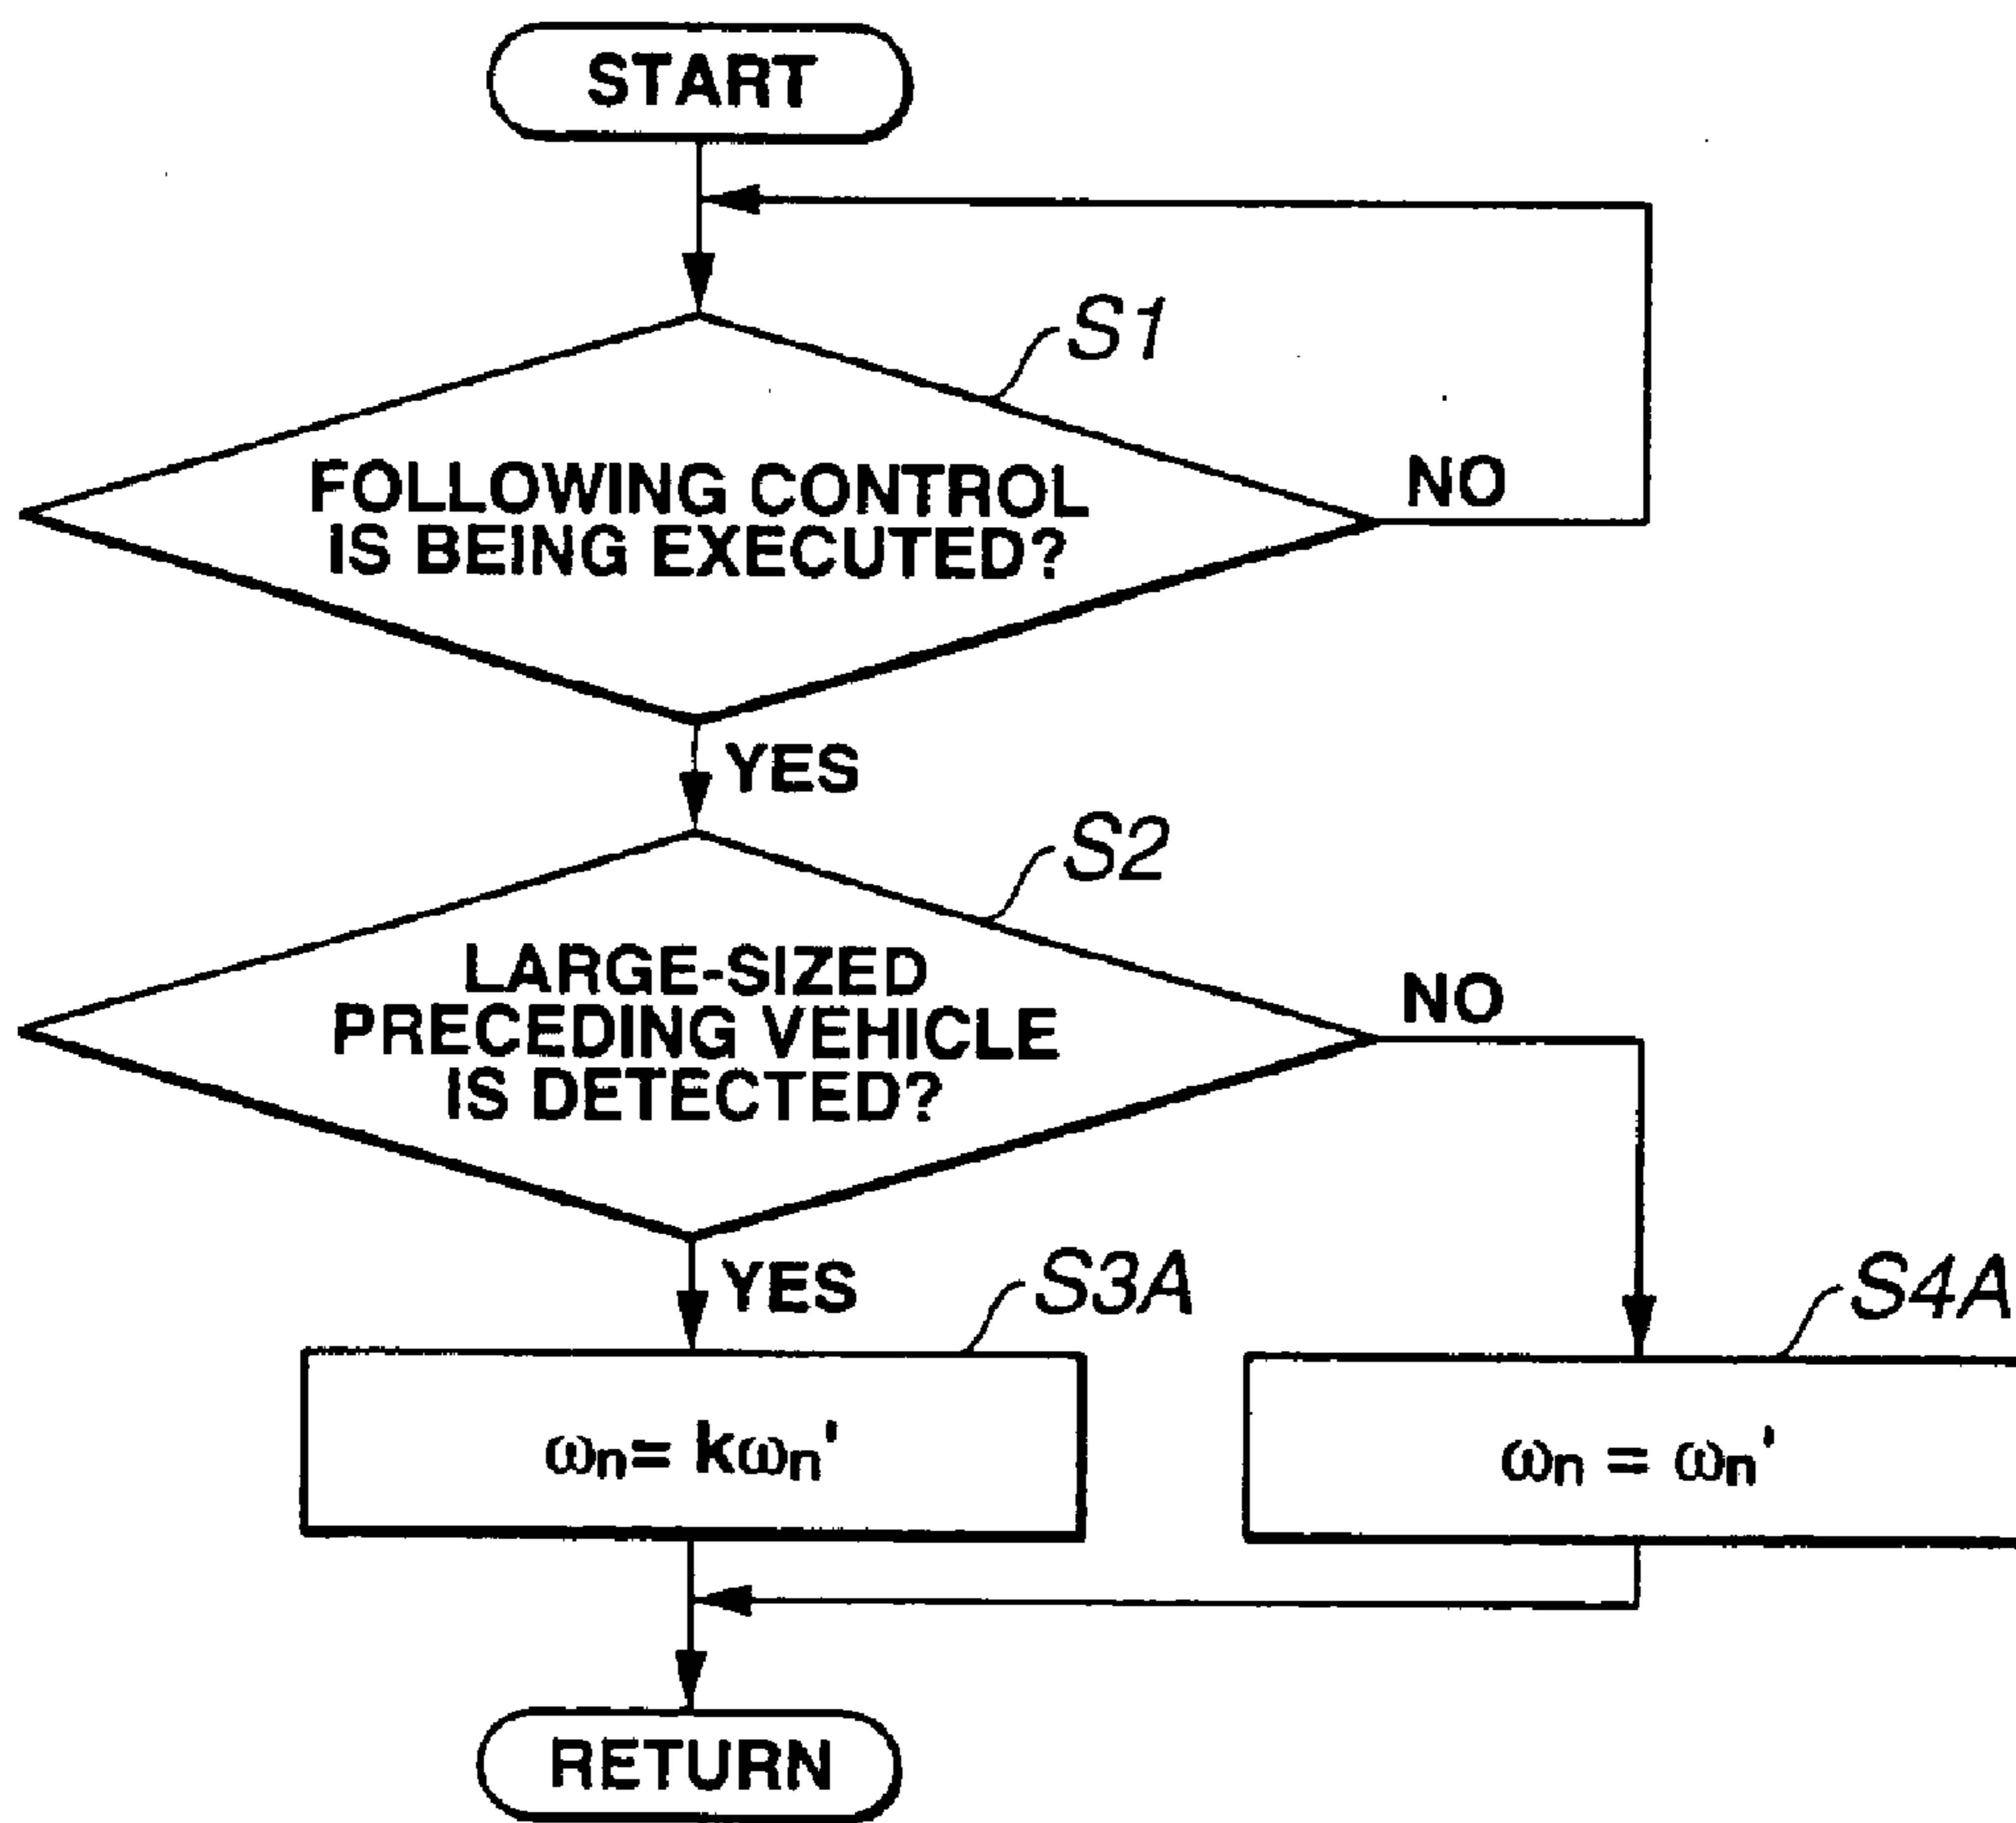 START
S1
FOLLOWING CONTROL
IS BEING EXECUTED?
NO
YES
S2
LARGE-SIZED
PRECEDING VEHICLE
IS DETECTED?
NO
YES
S3A
S4A
ωn= kωn'
ωn = ωn'
RETURN